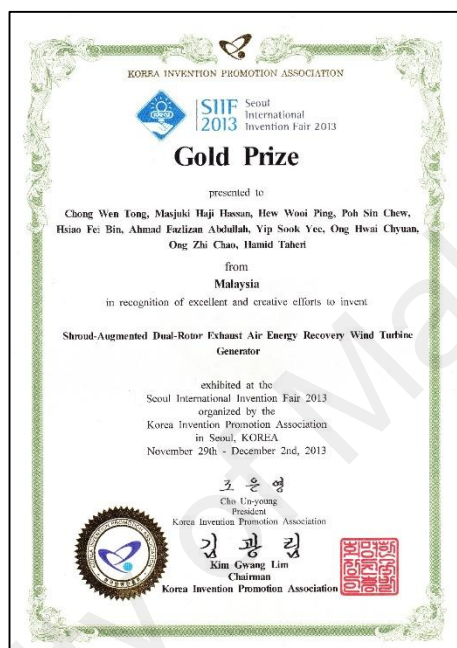 KOREA INVENTION PROMOTION ASSOCIATION
SIIF
2013
Seoul
International
Invention Fair 2013
Gold Prize
presented to
Chong Wen Tong, Masjuki Haji Hassan, Hew Wooi Ping, Poh Sin Chew,
Hsiao Fei Bin, Ahmad Fazlizan Abdullah, Yip Sook Yee, Ong Hwai Chyuan,
Ong Zhi Chao, Hamid Taheri
from
Malaysia
in recognition of excellent and creative efforts to invent
Shroud-Augmented Dual-Rotor Exhaust Air Energy Recovery Wind Turbine
Generator
exhibited at the
Seoul International Invention Fair 2013
organized by the
Korea Invention Promotion Association
in Seoul, KOREA
November 29th - December 2nd, 2013
조은영
Cho Un-young
President
Korea Invention Promotion Association
김광림
Kim Gwang Lim
Chairman
Korea Invention Promotion Association